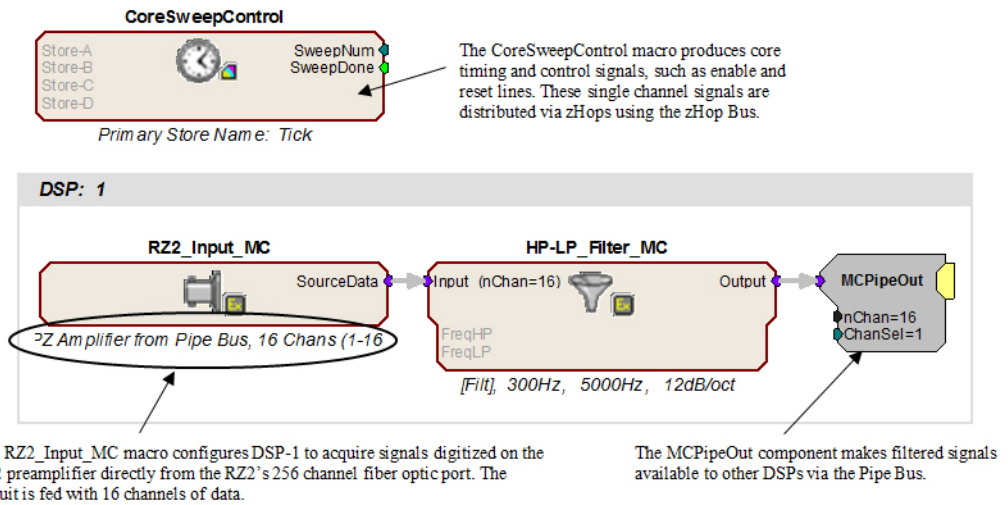 CoreSweepControl
Store-A
Store-B
Store-C
Store-D
SweepNum
SweepDone
Primary Store Name: Tick
The CoreSweepControl macro produces core
timing and control signals, such as enable and
reset lines. These single channel signals are
distributed via zHops using the zHop Bus.
DSP: 1
RZ2_Input_MC
SourceData
PZ Amplifier from Pipe Bus, 16 Chans (1-16
HP-LP_Filter_MC
Input (nChan=16)
Output
FreqHP
FreqLP
[Filt], 300Hz, 5000Hz, 12dB/oct
MCPipeOut
nChan=16
ChanSel=1
RZ2_Input_MC macro configures DSP-1 to acquire signals digitized on the
preamplifier directly from the RZ2's 256 channel fiber optic port. The
uit is fed with 16 channels of data.
The MCPipeOut component makes filtered signals
available to other DSPs via the Pipe Bus.